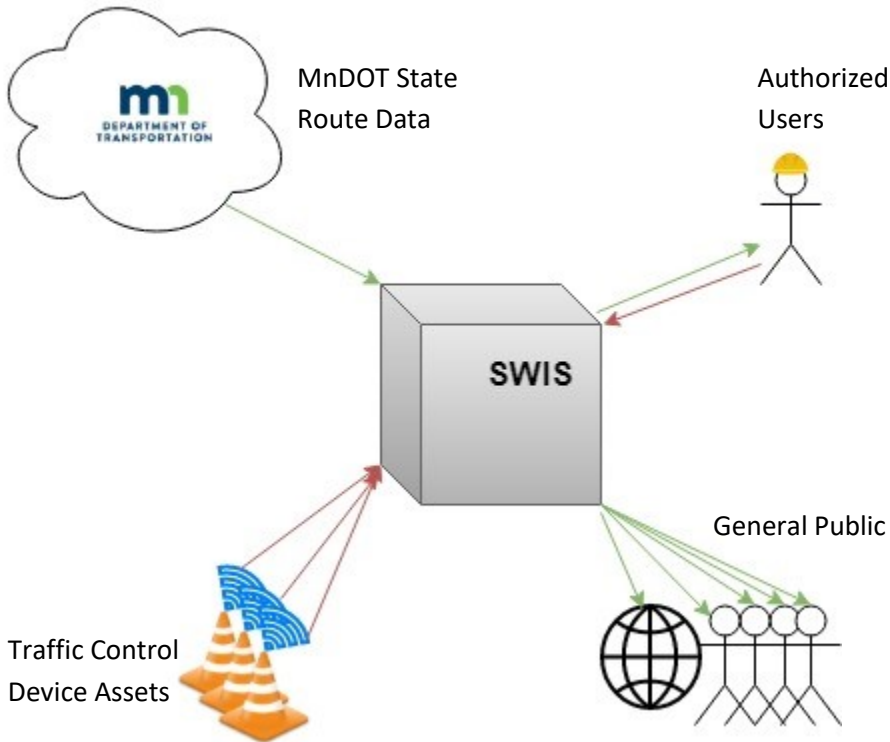 MnDOT State
Route Data
Authorized
Users
mn
DEPARTMENT OF
TRANSPORTATION
SWIS
General Public
Traffic Control
Device Assets